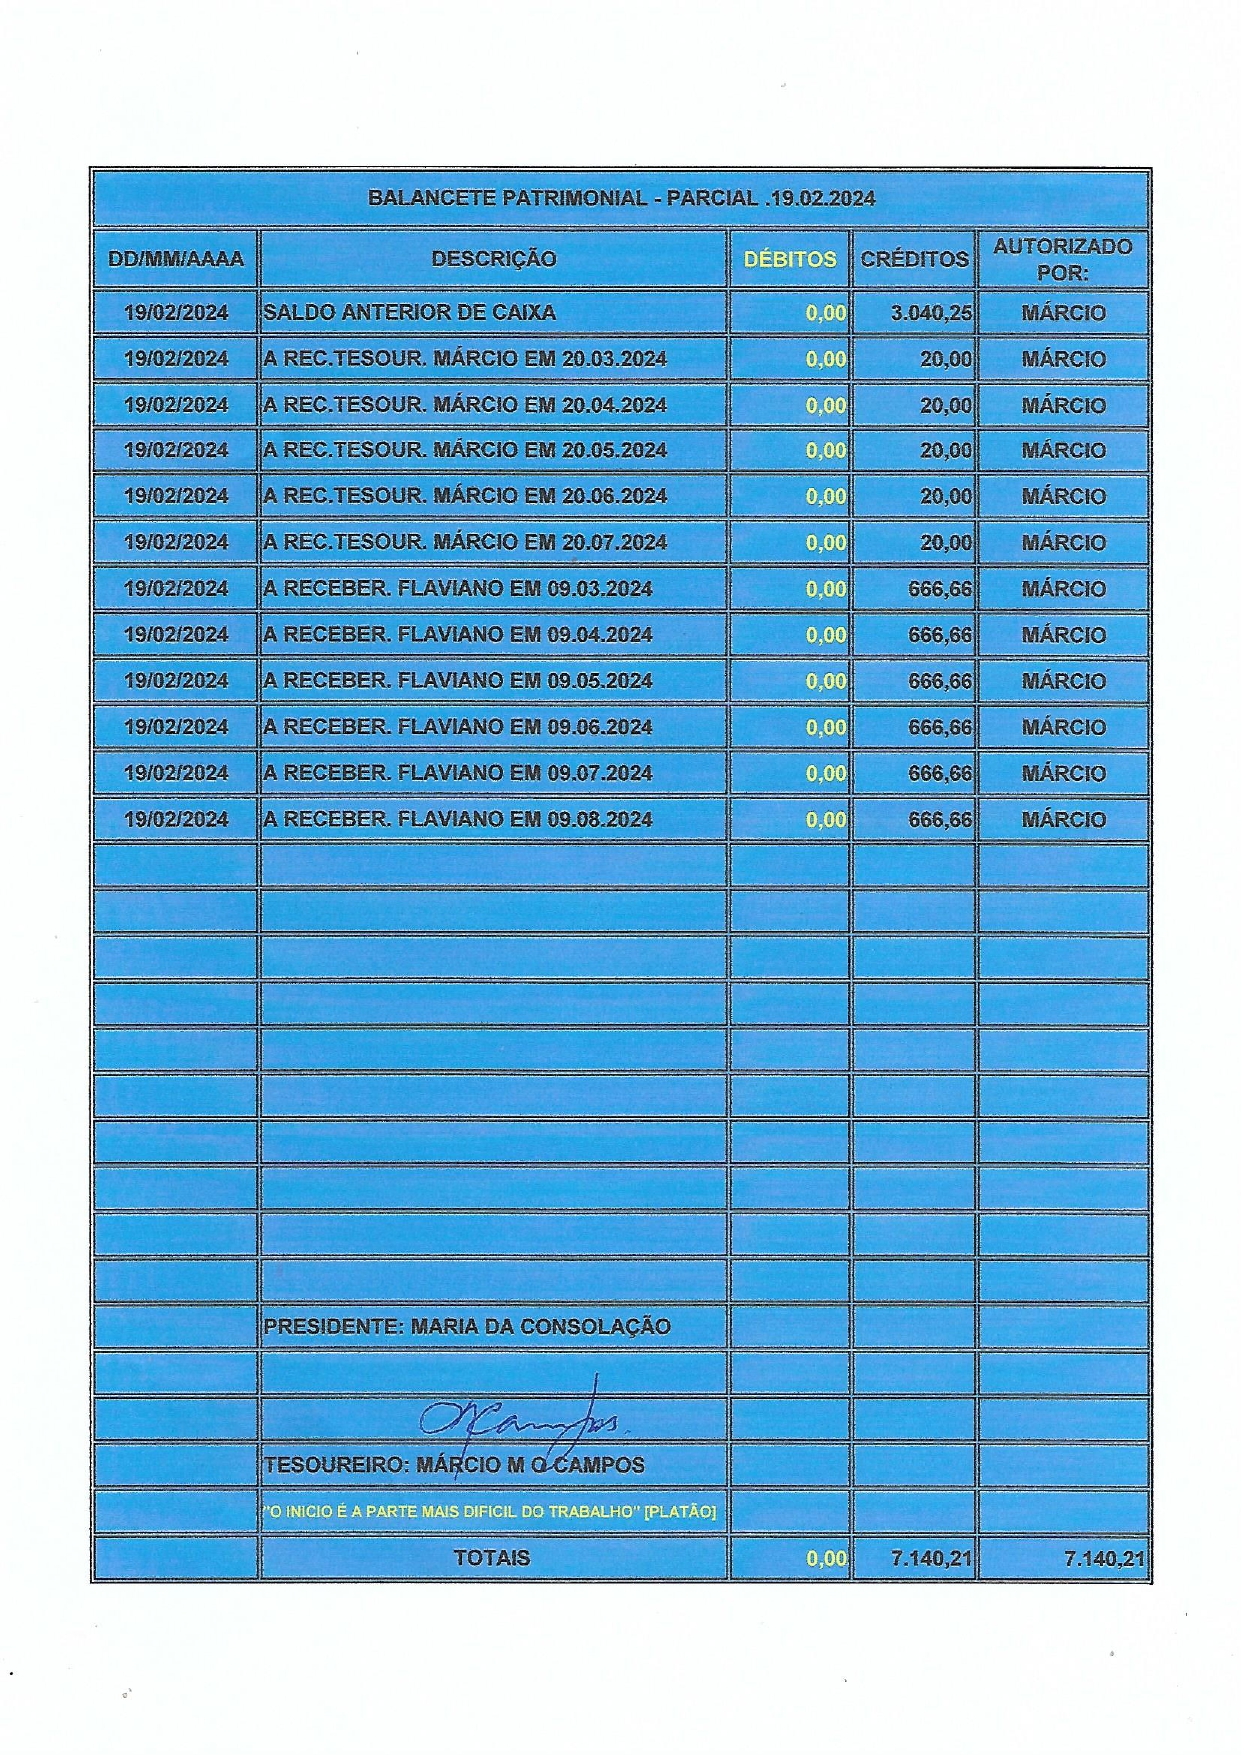 BALANCETE PATRIMONIAL - PARCIAL .19.02.2024
DD/MM/AAAA DESCRIÇÃO DÉBITOS CRÉDITOS AUTORIZADO POR:
19/02/2024 SALDO ANTERIOR DE CAIXA 0,00 3.040,25 MÁRCIO
19/02/2024 A REC.TESOUR. MÁRCIO EM 20.03.2024 0,00 20,00 MÁRCIO
19/02/2024 A REC.TESOUR. MÁRCIO EM 20.04.2024 0,00 20,00 MÁRCIO
19/02/2024 A REC.TESOUR. MÁRCIO EM 20.05.2024 0,00 20,00 MÁRCIO
19/02/2024 A REC.TESOUR. MÁRCIO EM 20.06.2024 0,00 20,00 MÁRCIO
19/02/2024 A REC.TESOUR. MÁRCIO EM 20.07.2024 0,00 20,00 MÁRCIO
19/02/2024 A RECEBER. FLAVIANO EM 09.03.2024 0,00 666,66 MÁRCIO
19/02/2024 A RECEBER. FLAVIANO EM 09.04.2024 0,00 666,66 MÁRCIO
19/02/2024 A RECEBER. FLAVIANO EM 09.05.2024 0,00 666,66 MÁRCIO
19/02/2024 A RECEBER. FLAVIANO EM 09.06.2024 0,00 666,66 MÁRCIO
19/02/2024 A RECEBER. FLAVIANO EM 09.07.2024 0,00 666,66 MÁRCIO
19/02/2024 A RECEBER. FLAVIANO EM 09.08.2024 0,00 666,66 MÁRCIO
PRESIDENTE: MARIA DA CONSOLAÇÃO
TESOUREIRO: MÁRCIO M O CAMPOS
"O INICIO É A PARTE MAIS DIFICIL DO TRABALHO" [PLATÃO]
TOTAIS 0,00 7.140,21 7.140,21